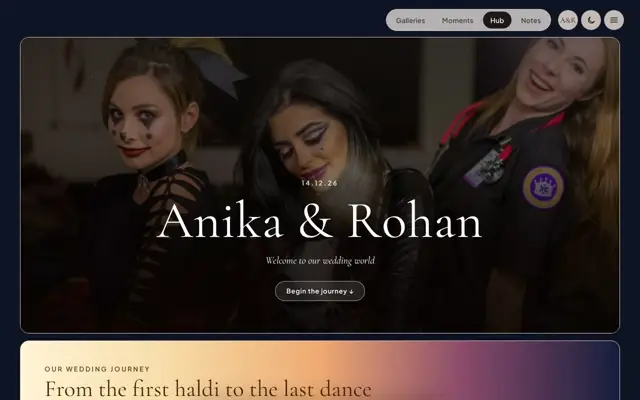 Galleries
Moments
Hub
Notes
A&R
14.12.26
Anika & Rohan
Welcome to our wedding world
Begin the journey ↓
OUR WEDDING JOURNEY
From the first haldi to the last dance